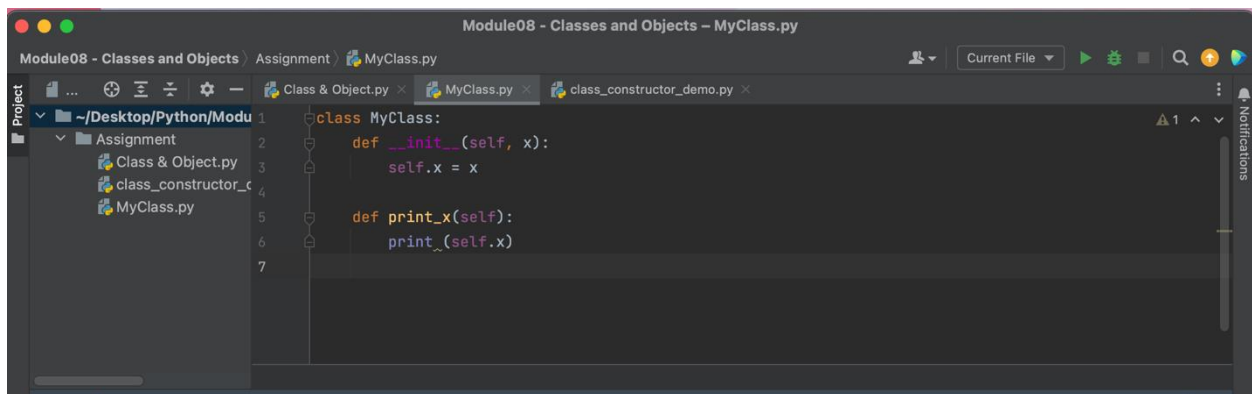 Module08 - Classes and Objects – MyClass.py
Module08 - Classes and Objects Assignment MyClass.py
Current File
Project
...
Class & Object.py
MyClass.py
class_constructor_demo.py
~/Desktop/Python/Modu
Assignment
Class & Object.py
class_constructor_c
MyClass.py
1 class MyClass:
2     def __init__(self, x):
3         self.x = x
4
5     def print_x(self):
6         print (self.x)
7
1
Notifications